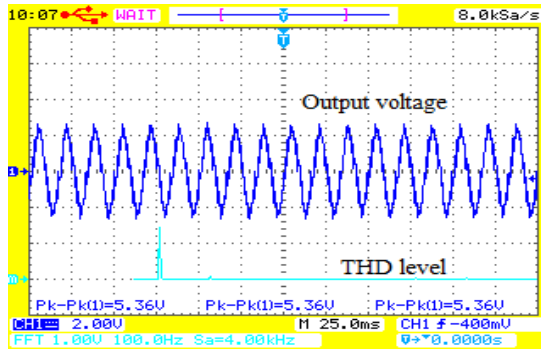 10:07 WAIT [ T ] 8.0kSa/s
T
Output voltage
1
THD level
m
Pk-Pk(1)=5.36V Pk-Pk(1)=5.36V Pk-Pk(1)=5.36V
CH1 2.00V M 25.0ms CH1 -400mV
FFT 1.00V 100.0Hz Sa=4.00kHz 0.0000s